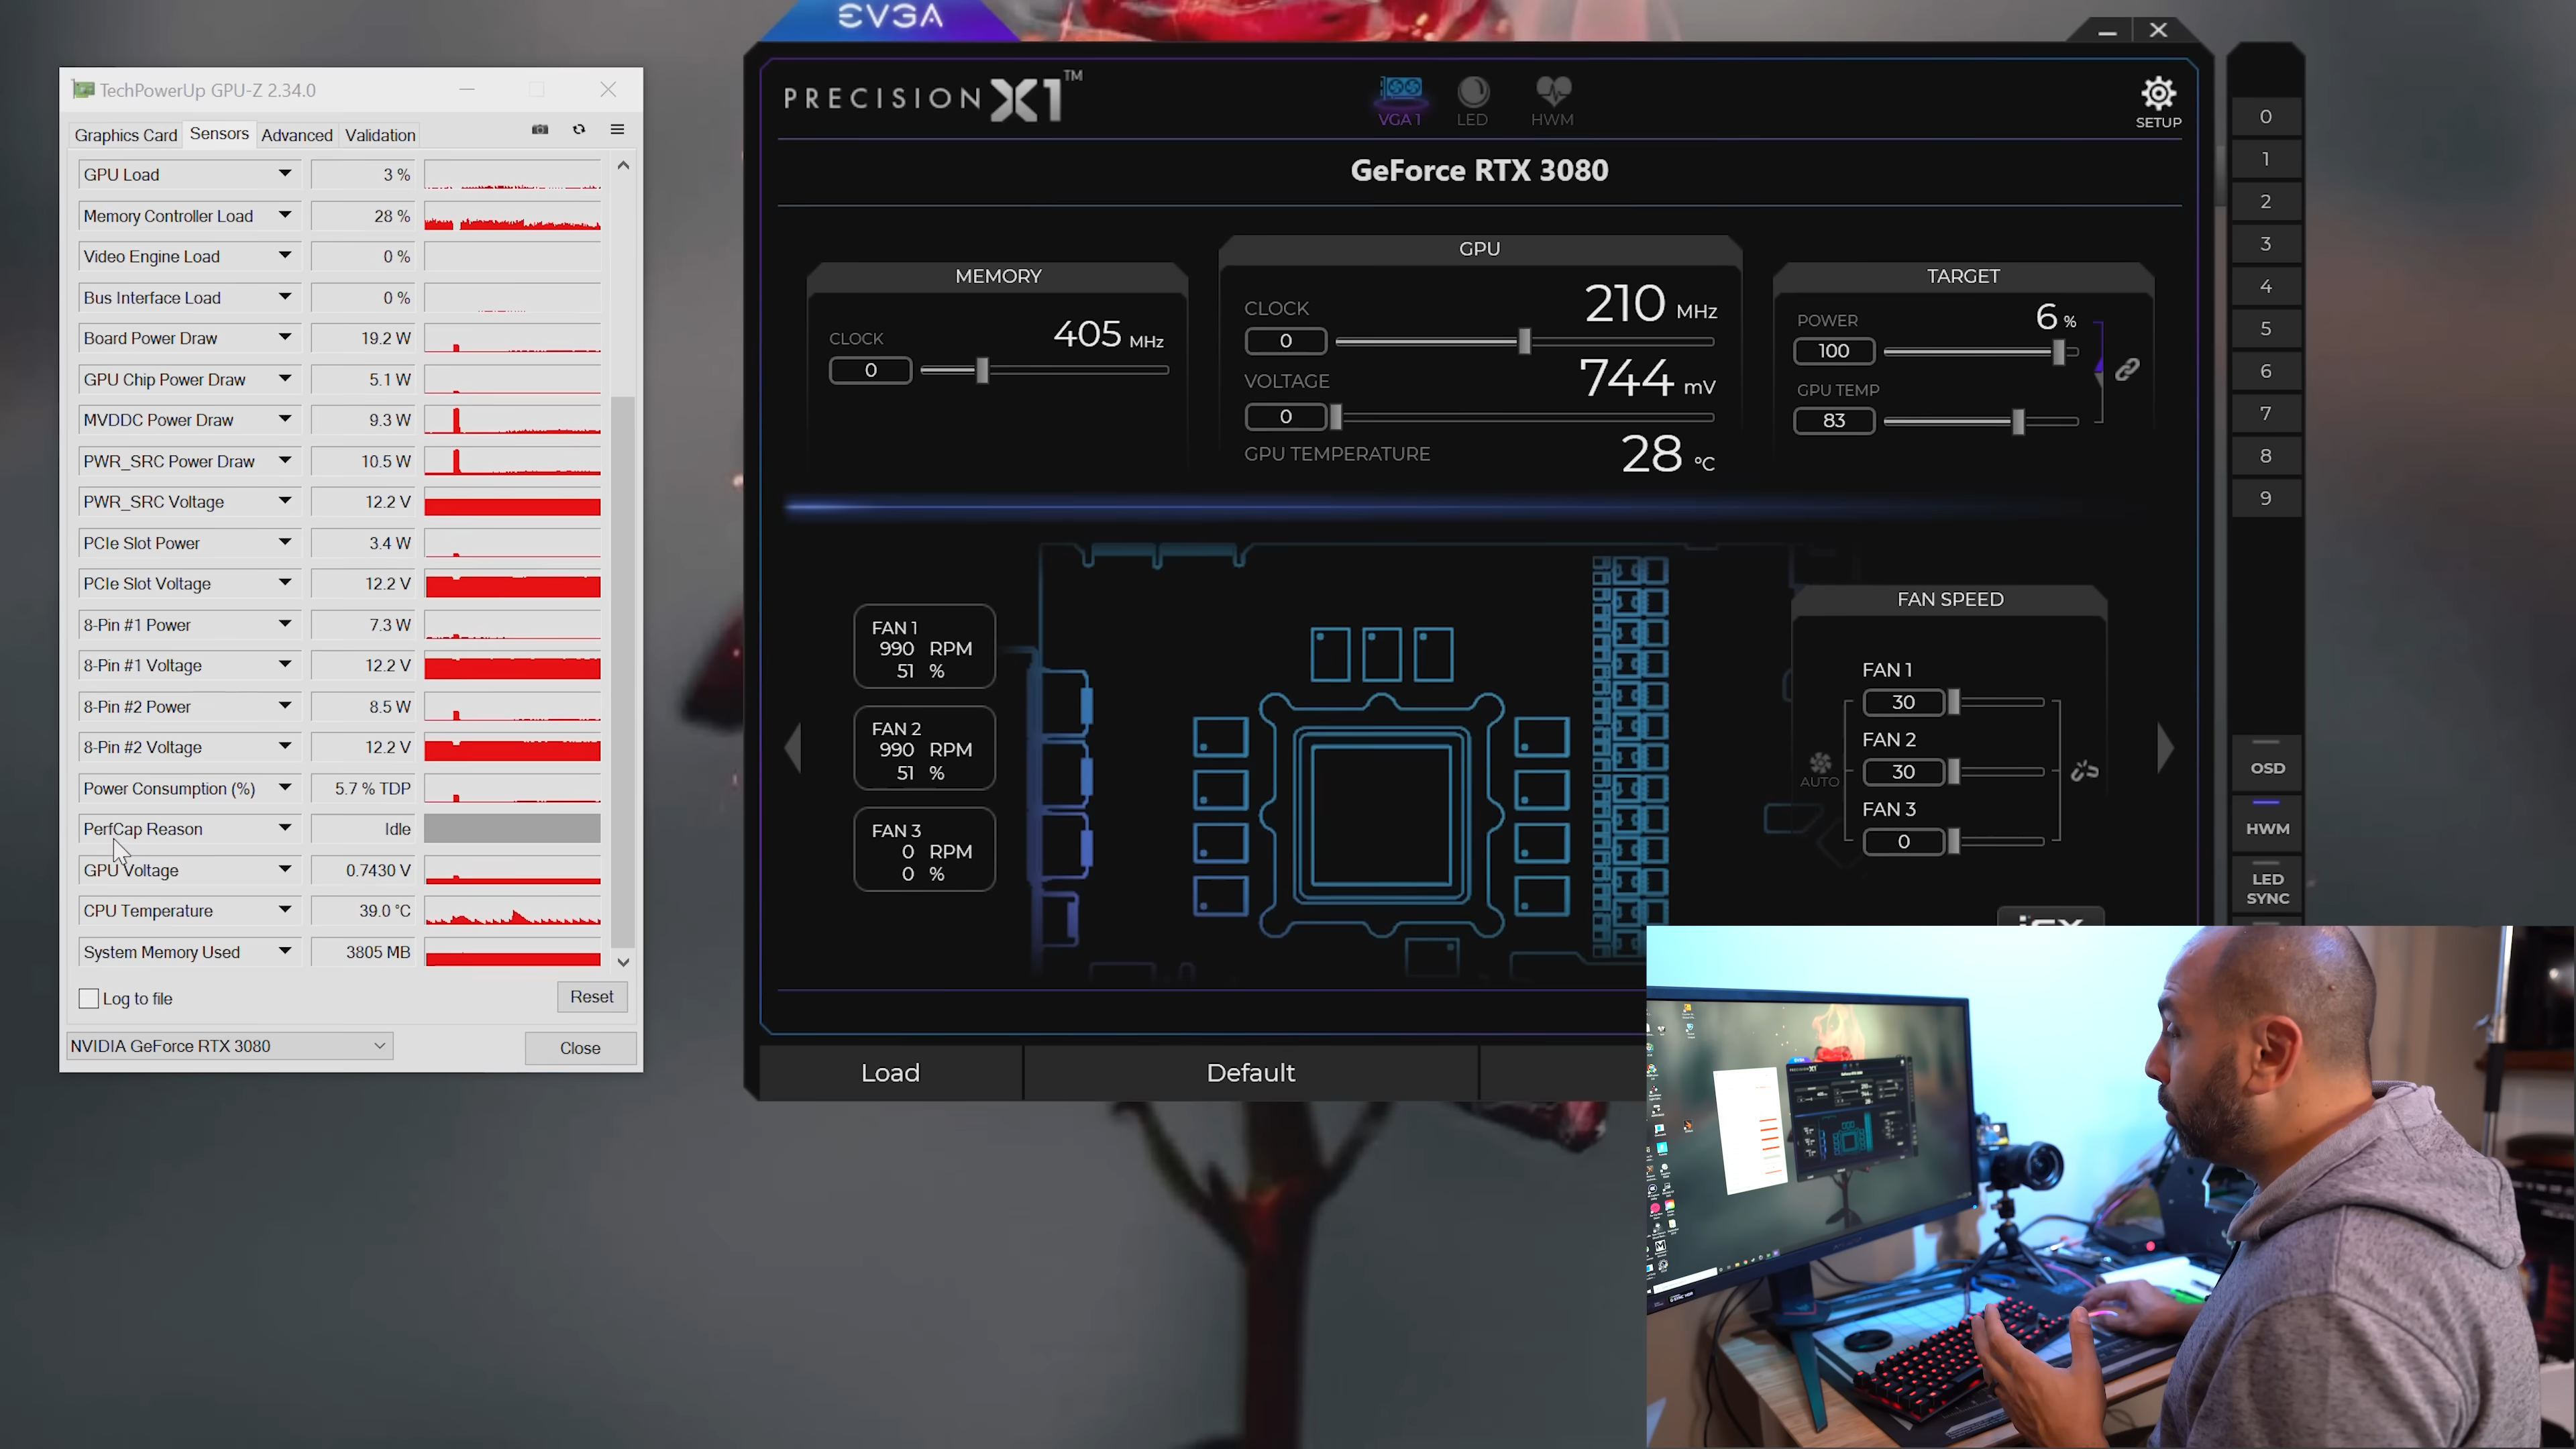 EVGA
TechPowerUp GPU-Z 2.34.0
Graphics Card Sensors Advanced Validation
GPU Load 3 %
Memory Controller Load 28 %
Video Engine Load 0 %
Bus Interface Load 0 %
Board Power Draw 19.2 W
GPU Chip Power Draw 5.1 W
MVDDC Power Draw 9.3 W
PWR_SRC Power Draw 10.5 W
PWR_SRC Voltage 12.2 V
PCIe Slot Power 3.4 W
PCIe Slot Voltage 12.2 V
8-Pin #1 Power 7.3 W
8-Pin #1 Voltage 12.2 V
8-Pin #2 Power 8.5 W
8-Pin #2 Voltage 12.2 V
Power Consumption (%) 5.7 % TDP
PerfCap Reason Idle
GPU Voltage 0.7430 V
CPU Temperature 39.0 °C
System Memory Used 3805 MB
Log to file Reset
NVIDIA GeForce RTX 3080 Close
PRECISION X1™
VGA 1 LED HWM
SETUP
GeForce RTX 3080
MEMORY
CLOCK 405 MHz
0
GPU
CLOCK 210 MHz
0
VOLTAGE 744 mV
0
GPU TEMPERATURE 28 °C
TARGET
POWER 6 %
100
GPU TEMP
83
FAN 1
990 RPM
51 %
FAN 2
990 RPM
51 %
FAN 3
0 RPM
0 %
FAN SPEED
FAN 1
30
FAN 2
30
AUTO
FAN 3
0
Load Default
0
1
2
3
4
5
6
7
8
9
OSD
HWM
LED
SYNC